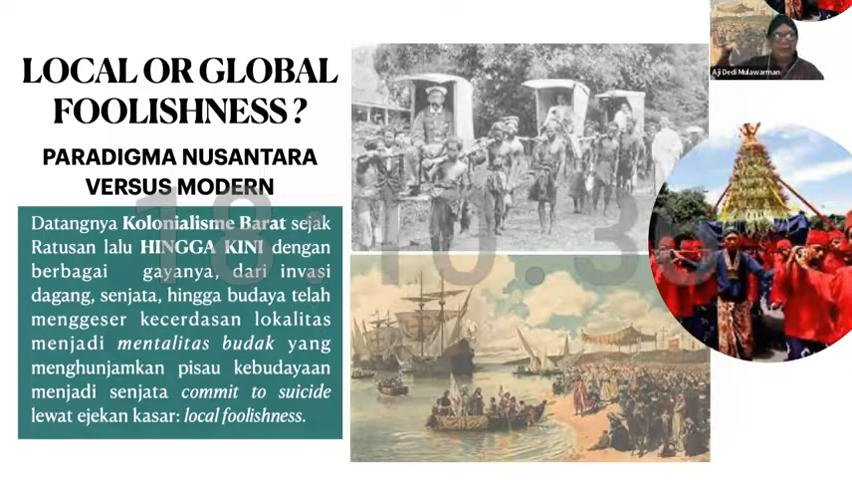 LOCAL OR GLOBAL
FOOLISHNESS ?
PARADIGMA NUSANTARA
VERSUS MODERN
Datangnya Kolonialisme Barat sejak
Ratusan lalu HINGGA KINI dengan
berbagai gayanya, dari invasi
dagang, senjata, hingga budaya telah
menggeser kecerdasan lokalitas
menjadi mentalitas budak yang
menghunjamkan pisau kebudayaan
menjadi senjata commit to suicide
lewat ejekan kasar: local foolishness.
Aji Dedi Mulawarman